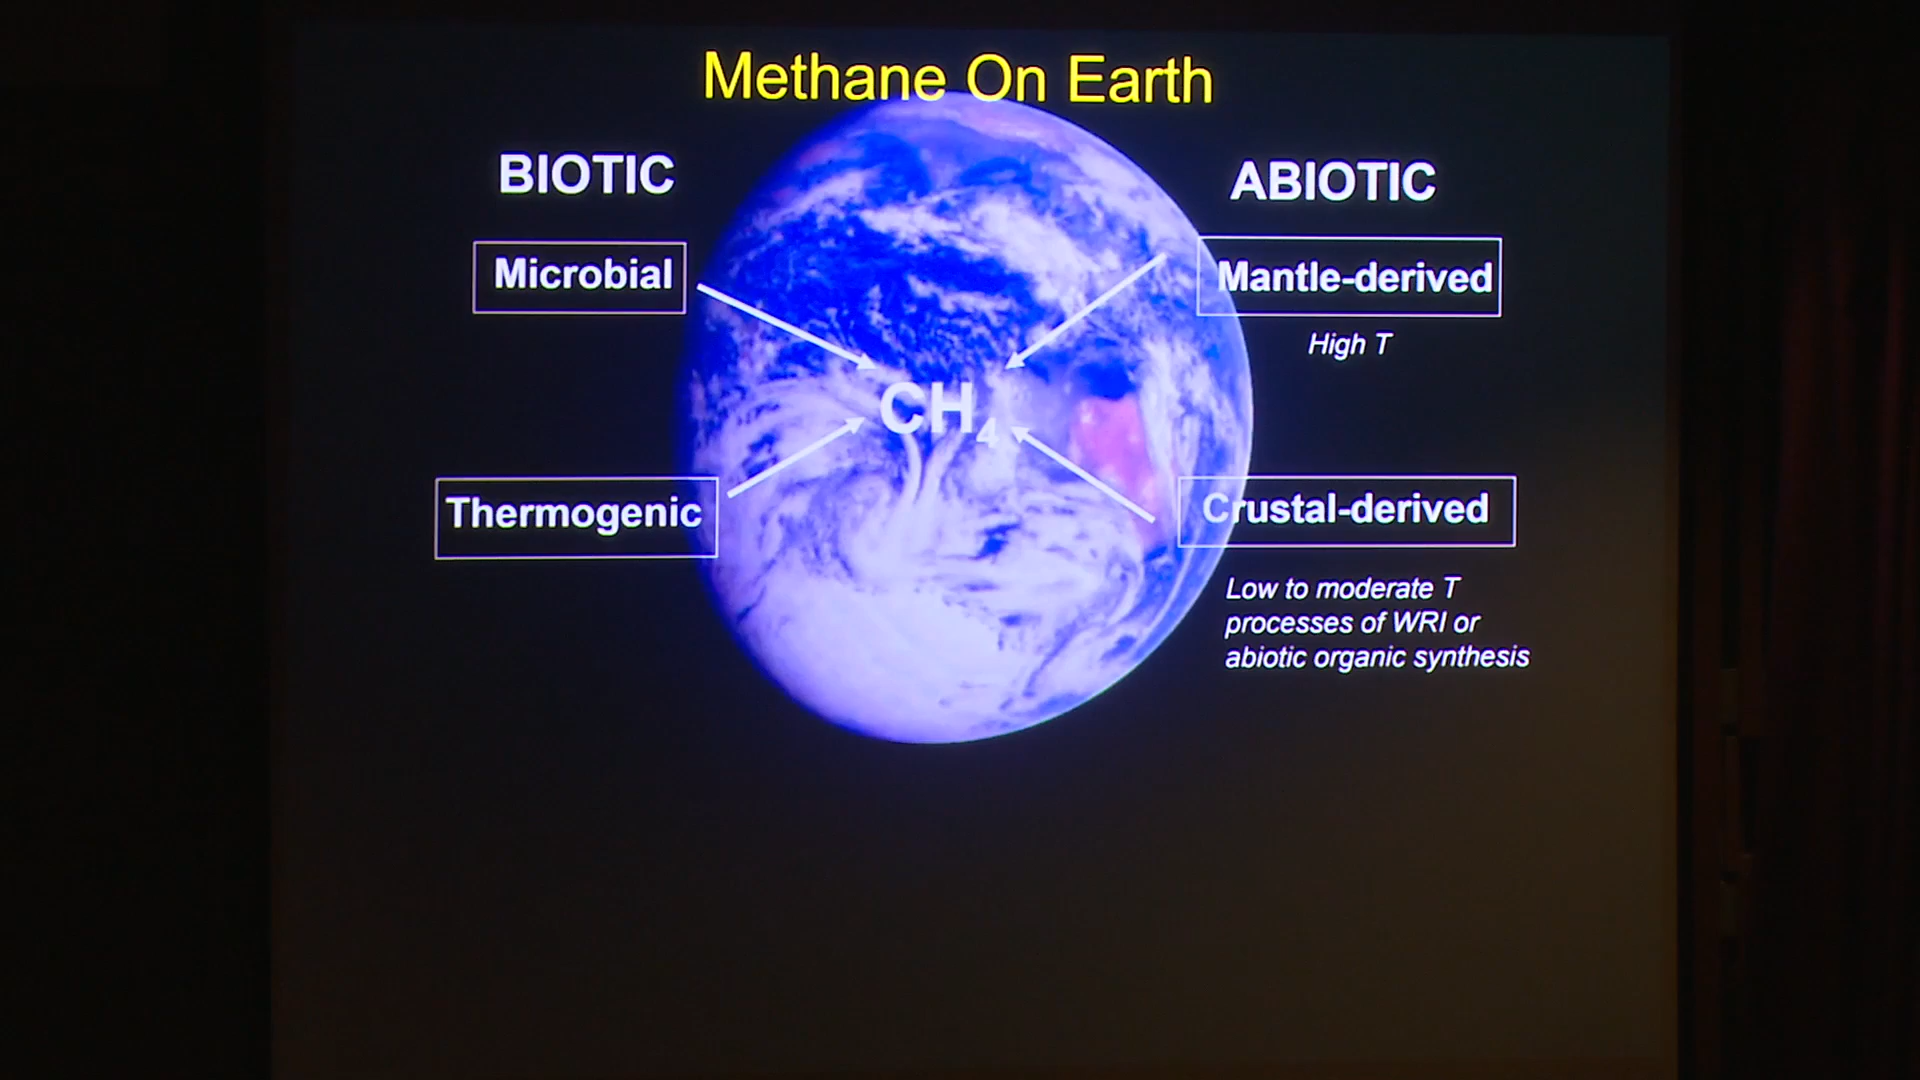 Methane On Earth
BIOTIC
ABIOTIC
Microbial
Mantle-derived
High T
CH₄
Thermogenic
Crustal-derived
Low to moderate T
processes of WRI or
abiotic organic synthesis